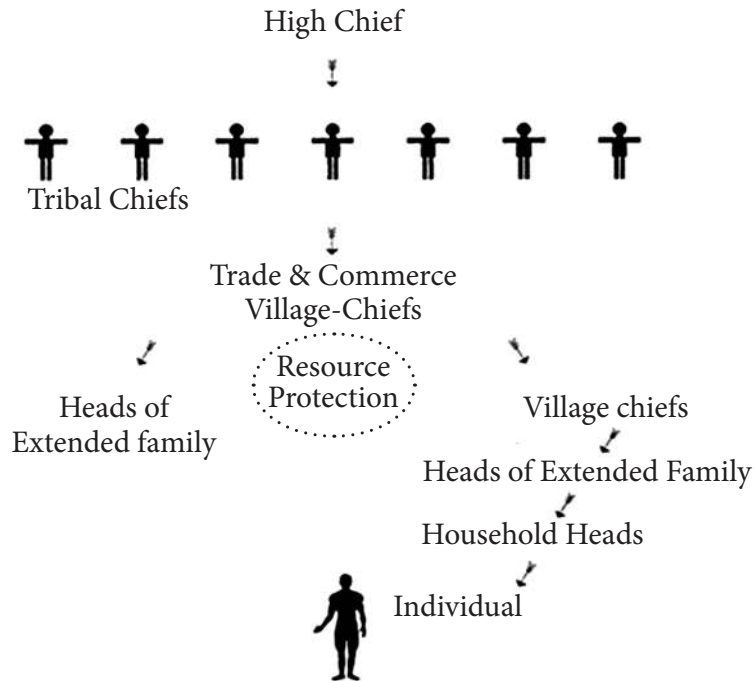 High Chief
Tribal Chiefs
Trade & Commerce
Village-Chiefs
Resource
Protection
Heads of
Extended family
Village chiefs
Heads of Extended Family
Household Heads
Individual